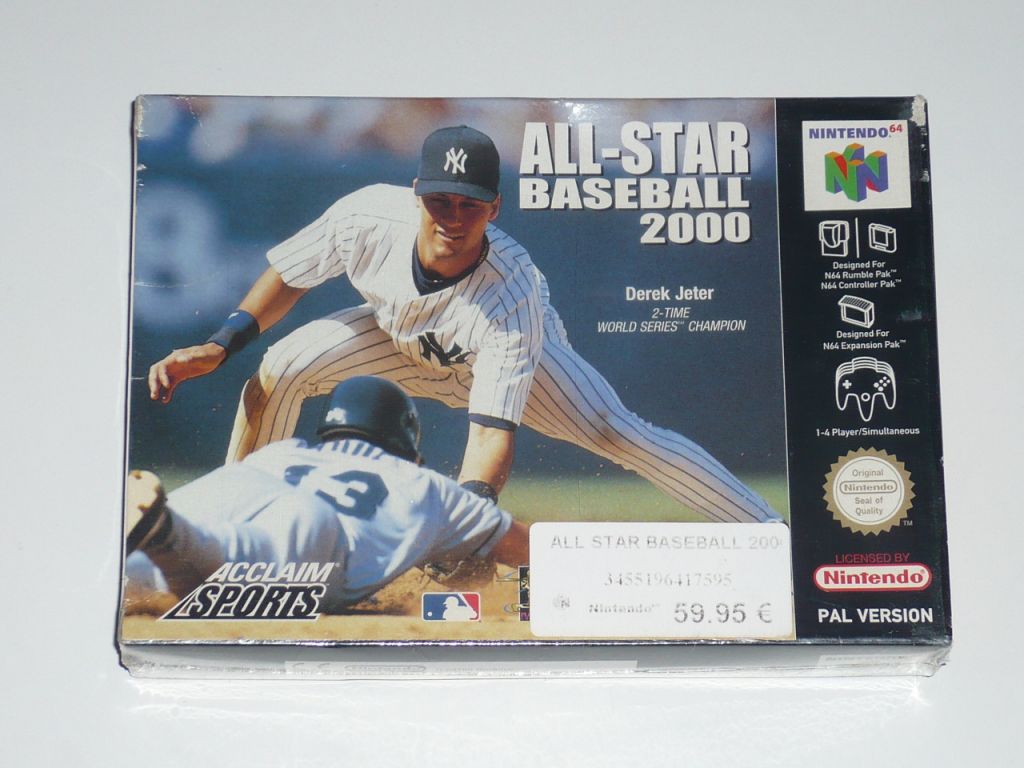 ALL-STAR
BASEBALL™
2000
Derek Jeter
2-TIME
WORLD SERIES™ CHAMPION
NY
NY
13
ACCLAIM®
SPORTS
ALL STAR BASEBALL 200
3455196417595
Nintendo™ 59.95 €
NINTENDO64
Designed For
N64 Rumble Pak™
N64 Controller Pak™
Designed For
N64 Expansion Pak™
1-4 Player/Simultaneous
Original
Nintendo
Seal of
Quality
TM
LICENSED BY
Nintendo®
PAL VERSION